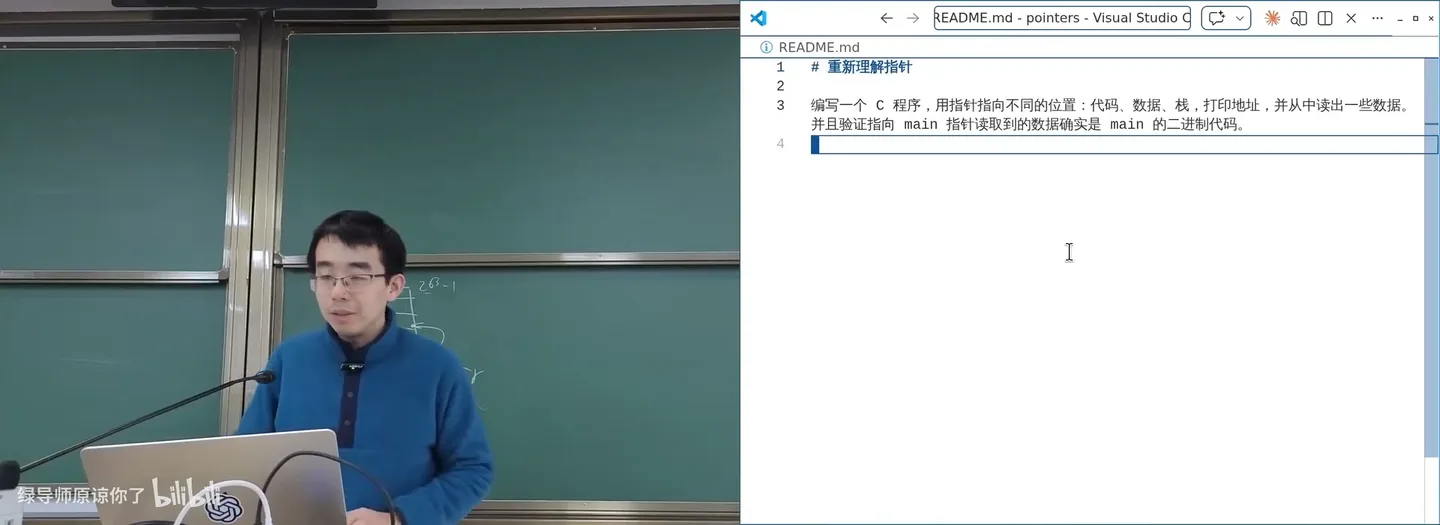 2⁶³-1
绿导师原谅你了 bilibili
README.md - pointers - Visual Studio C
README.md
1 # 重新理解指针
2
3 编写一个 C 程序，用指针指向不同的位置：代码、数据、栈，打印地址，并从中读出一些数据。
并且验证指向 main 指针读取到的数据确实是 main 的二进制代码。
4